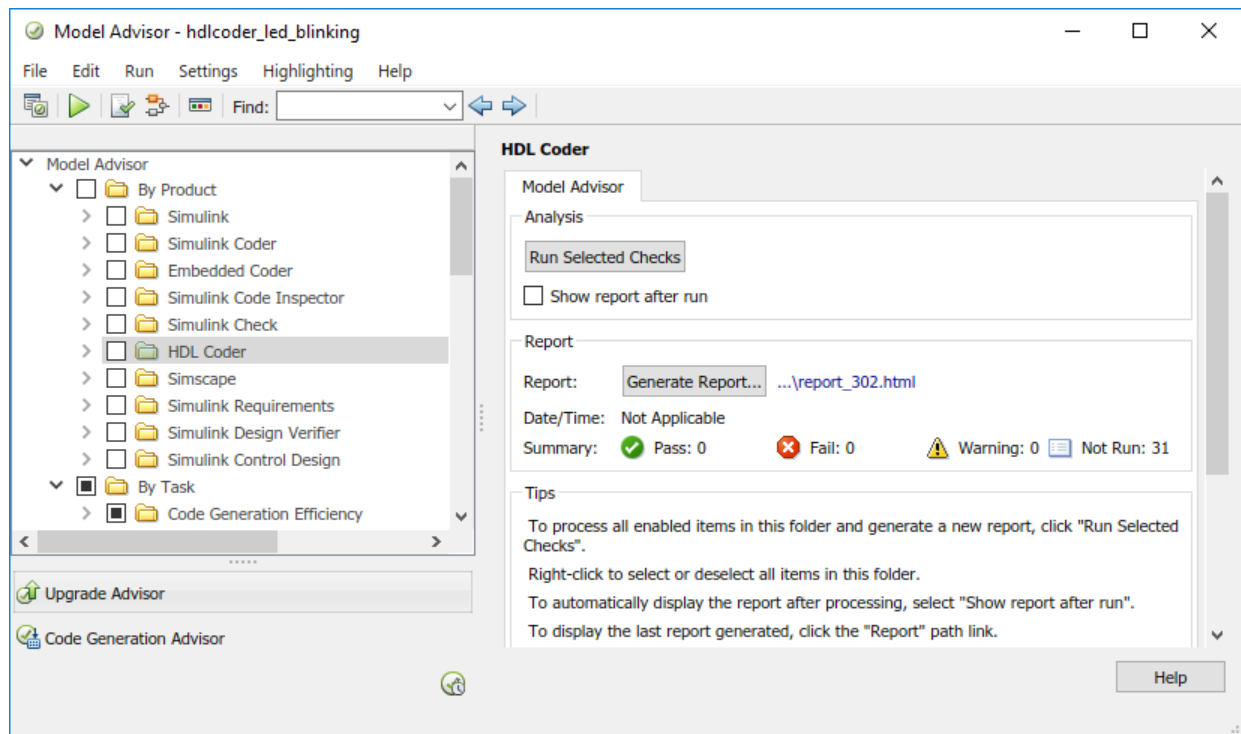 Model Advisor - hdlcoder_led_blinking
File Edit Run Settings Highlighting Help
Find:
Model Advisor
By Product
Simulink
Simulink Coder
Embedded Coder
Simulink Code Inspector
Simulink Check
HDL Coder
Simscape
Simulink Requirements
Simulink Design Verifier
Simulink Control Design
By Task
Code Generation Efficiency
Upgrade Advisor
Code Generation Advisor
HDL Coder
Model Advisor
Analysis
Run Selected Checks
Show report after run
Report
Report: Generate Report... ...\report_302.html
Date/Time: Not Applicable
Summary: Pass: 0 Fail: 0 Warning: 0 Not Run: 31
Tips
To process all enabled items in this folder and generate a new report, click "Run Selected
Checks".
Right-click to select or deselect all items in this folder.
To automatically display the report after processing, select "Show report after run".
To display the last report generated, click the "Report" path link.
Help